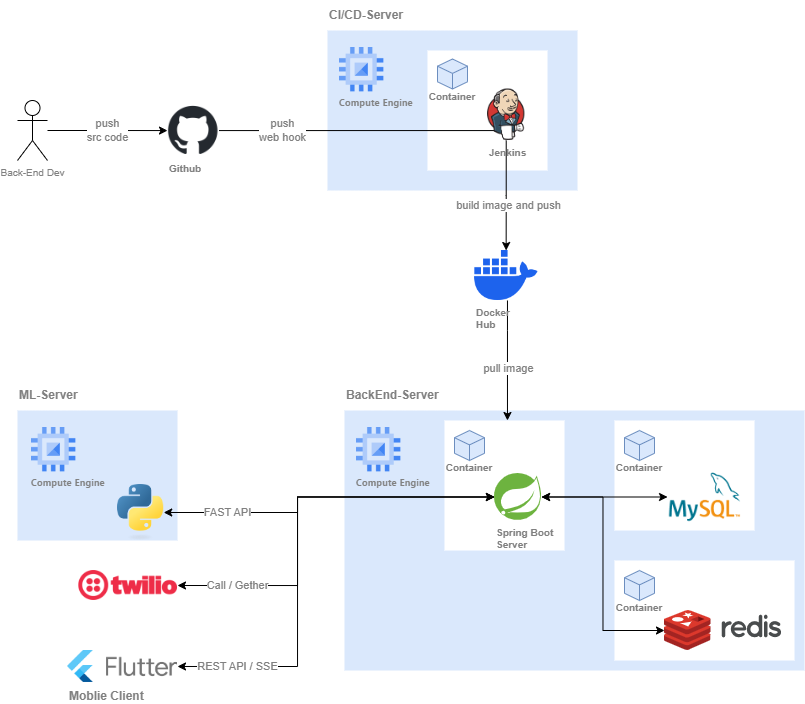 CI/CD-Server
Compute Engine
Container
Jenkins
push
src code
push
web hook
Back-End Dev
Github
build image and push
Docker
Hub
pull image
ML-Server
Compute Engine
FAST API
BackEnd-Server
Compute Engine
Container
Spring Boot
Server
Container
MySQL
Container
redis
twilio
Call / Gether
Flutter
REST API / SSE
Moblie Client